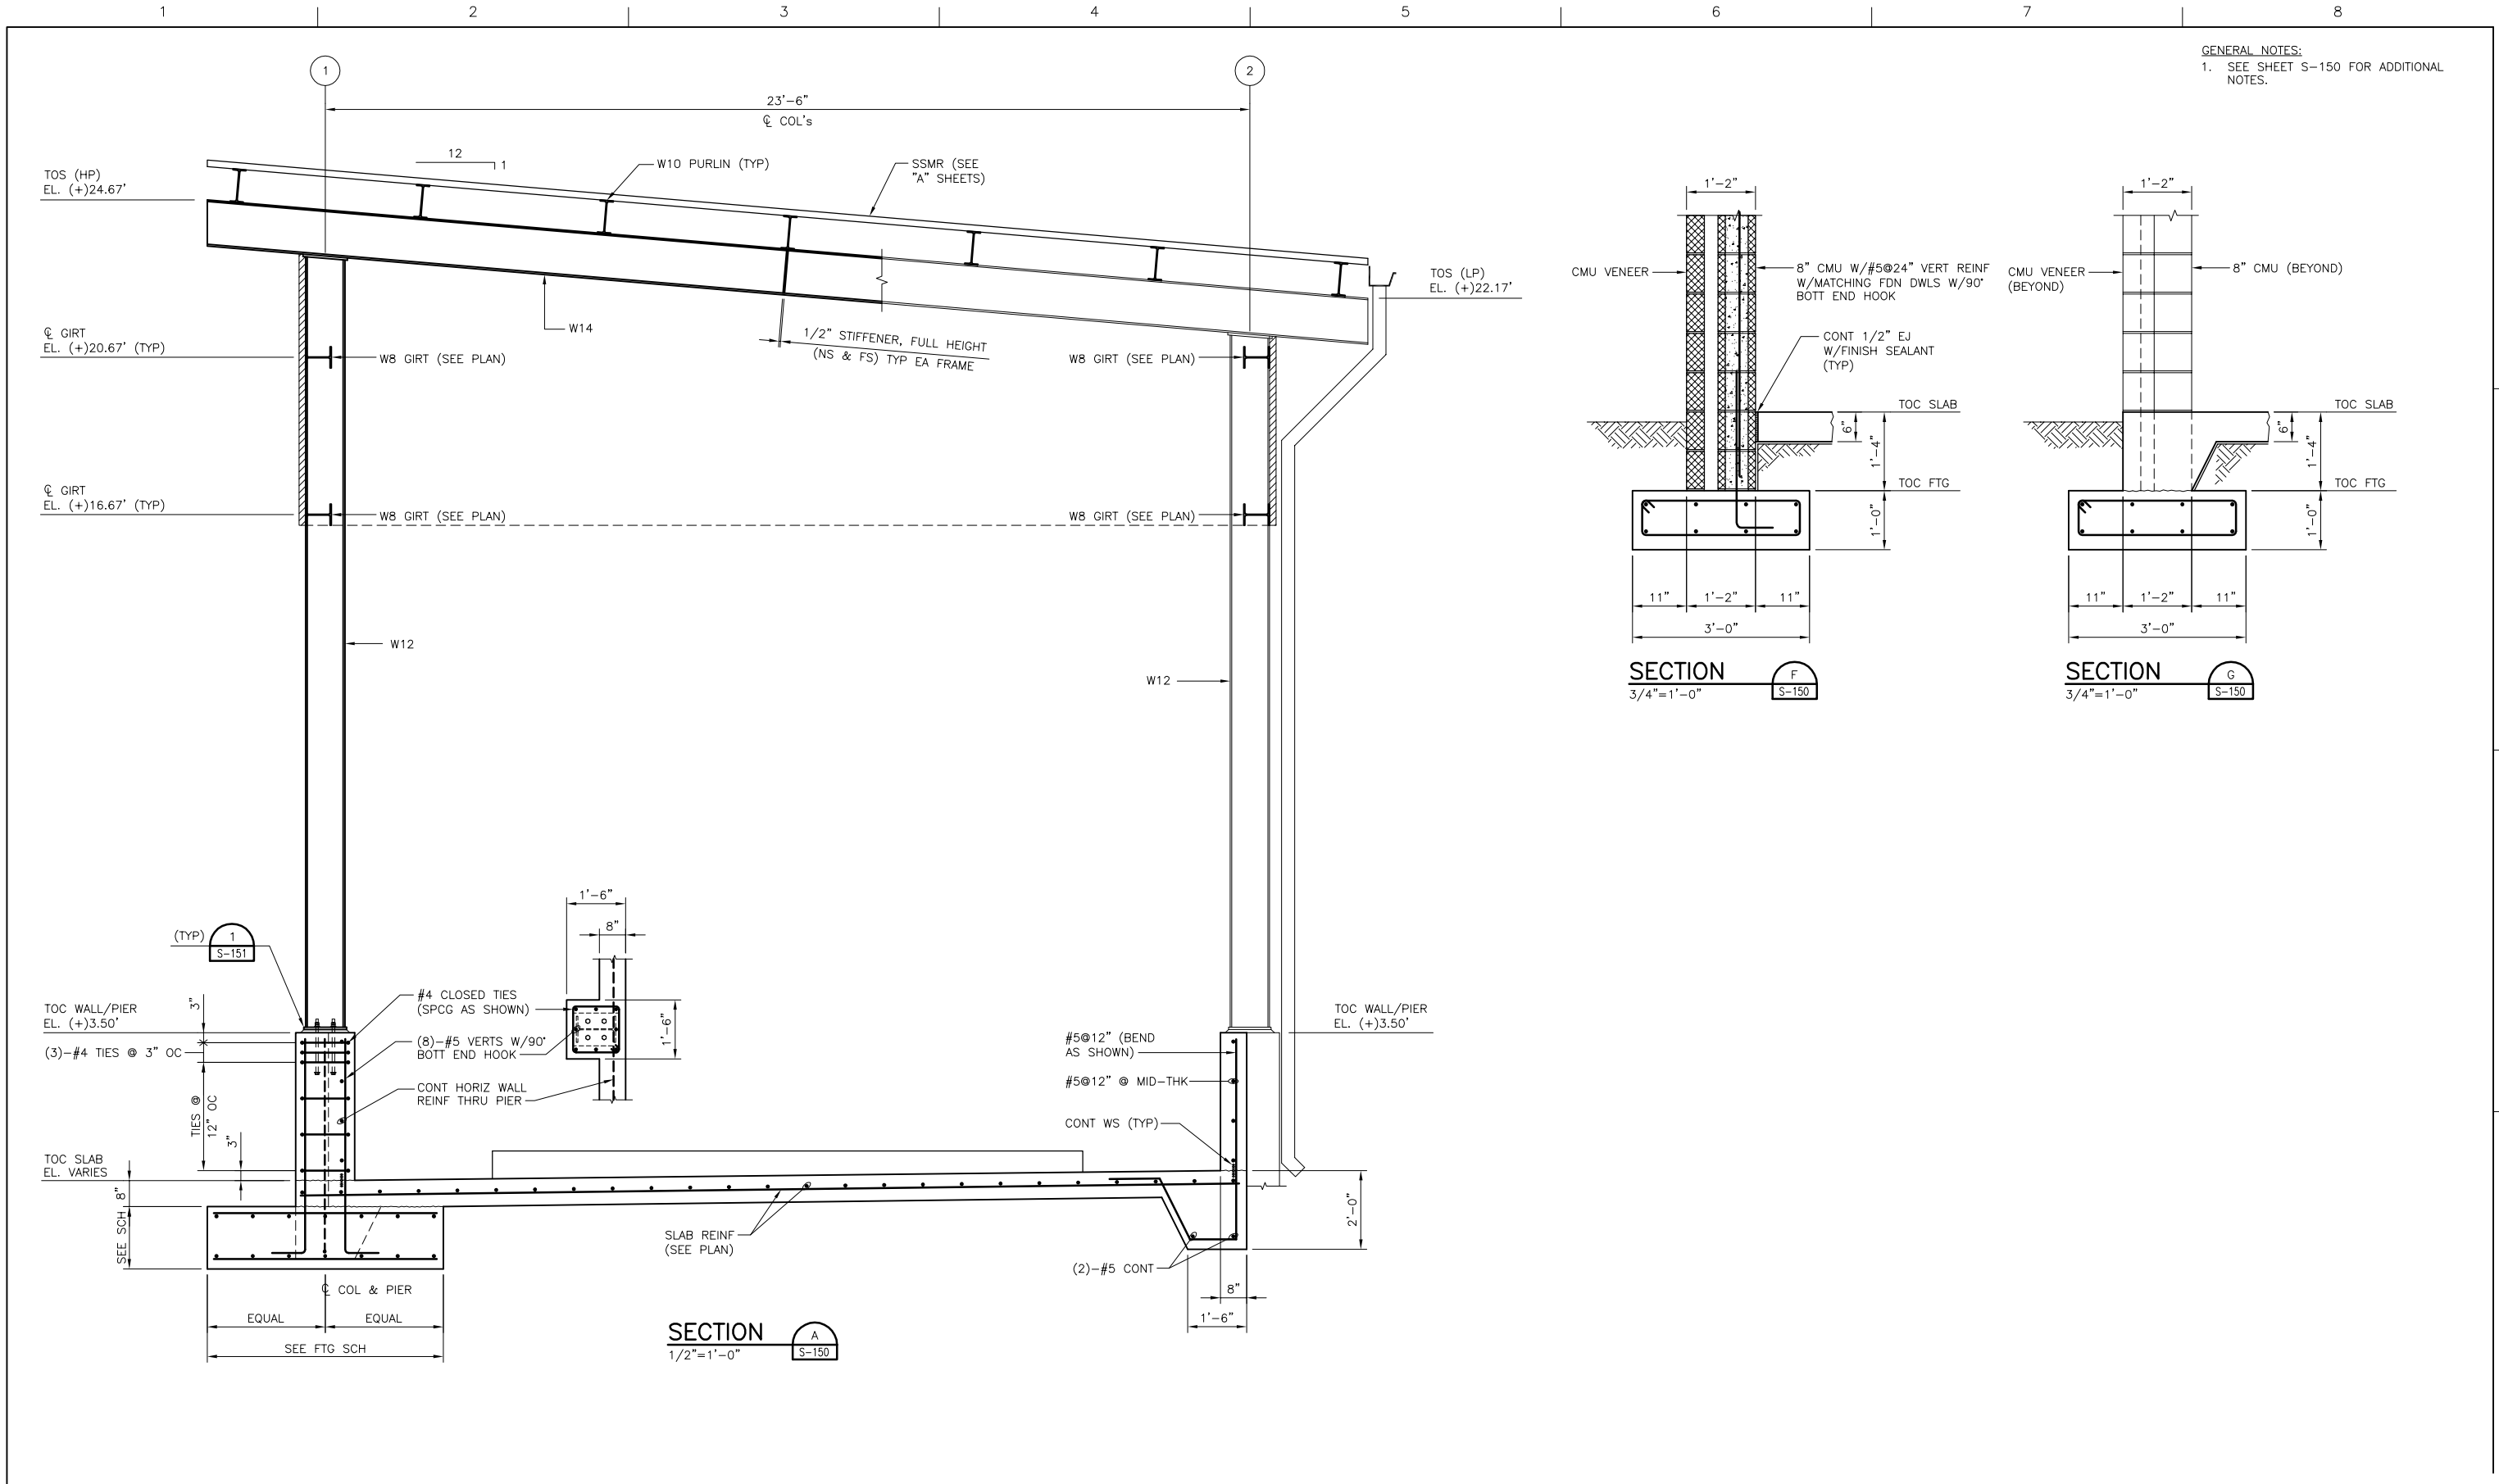 1 2 3 4 5 6 7 8
GENERAL NOTES:
1. SEE SHEET S-150 FOR ADDITIONAL
NOTES.
1
2
23'-6"
℄ COL's
12
1
W10 PURLIN (TYP)
SSMR (SEE
"A" SHEETS)
TOS (HP)
EL. (+)24.67'
TOS (LP)
EL. (+)22.17'
℄ GIRT
EL. (+)20.67' (TYP)
W14
1/2" STIFFENER, FULL HEIGHT
(NS & FS) TYP EA FRAME
W8 GIRT (SEE PLAN)
W8 GIRT (SEE PLAN)
℄ GIRT
EL. (+)16.67' (TYP)
W8 GIRT (SEE PLAN)
W8 GIRT (SEE PLAN)
W12
W12
1'-6"
8"
1'-6"
(TYP)
1
S-151
#4 CLOSED TIES
(SPCG AS SHOWN)
TOC WALL/PIER
EL. (+)3.50'
3"
(3)-#4 TIES @ 3" OC
(8)-#5 VERTS W/90°
BOTT END HOOK
CONT HORIZ WALL
REINF THRU PIER
TIES @
12" OC
3"
TOC SLAB
EL. VARIES
8"
SEE SCH
℄ COL & PIER
EQUAL
EQUAL
SEE FTG SCH
SLAB REINF
(SEE PLAN)
TOC WALL/PIER
EL. (+)3.50'
#5@12" (BEND
AS SHOWN)
#5@12" @ MID-THK
CONT WS (TYP)
(2)-#5 CONT
2'-0"
8"
1'-6"
SECTION
1/2"=1'-0"
A
S-150
1'-2"
CMU VENEER
8" CMU W/#5@24" VERT REINF
W/MATCHING FDN DWLS W/90°
BOTT END HOOK
CONT 1/2" EJ
W/FINISH SEALANT
(TYP)
TOC SLAB
6"
1'-4"
TOC FTG
1'-0"
11"
1'-2"
11"
3'-0"
SECTION
3/4"=1'-0"
F
S-150
1'-2"
CMU VENEER
(BEYOND)
8" CMU (BEYOND)
TOC SLAB
6"
1'-4"
TOC FTG
1'-0"
11"
1'-2"
11"
3'-0"
SECTION
3/4"=1'-0"
G
S-150